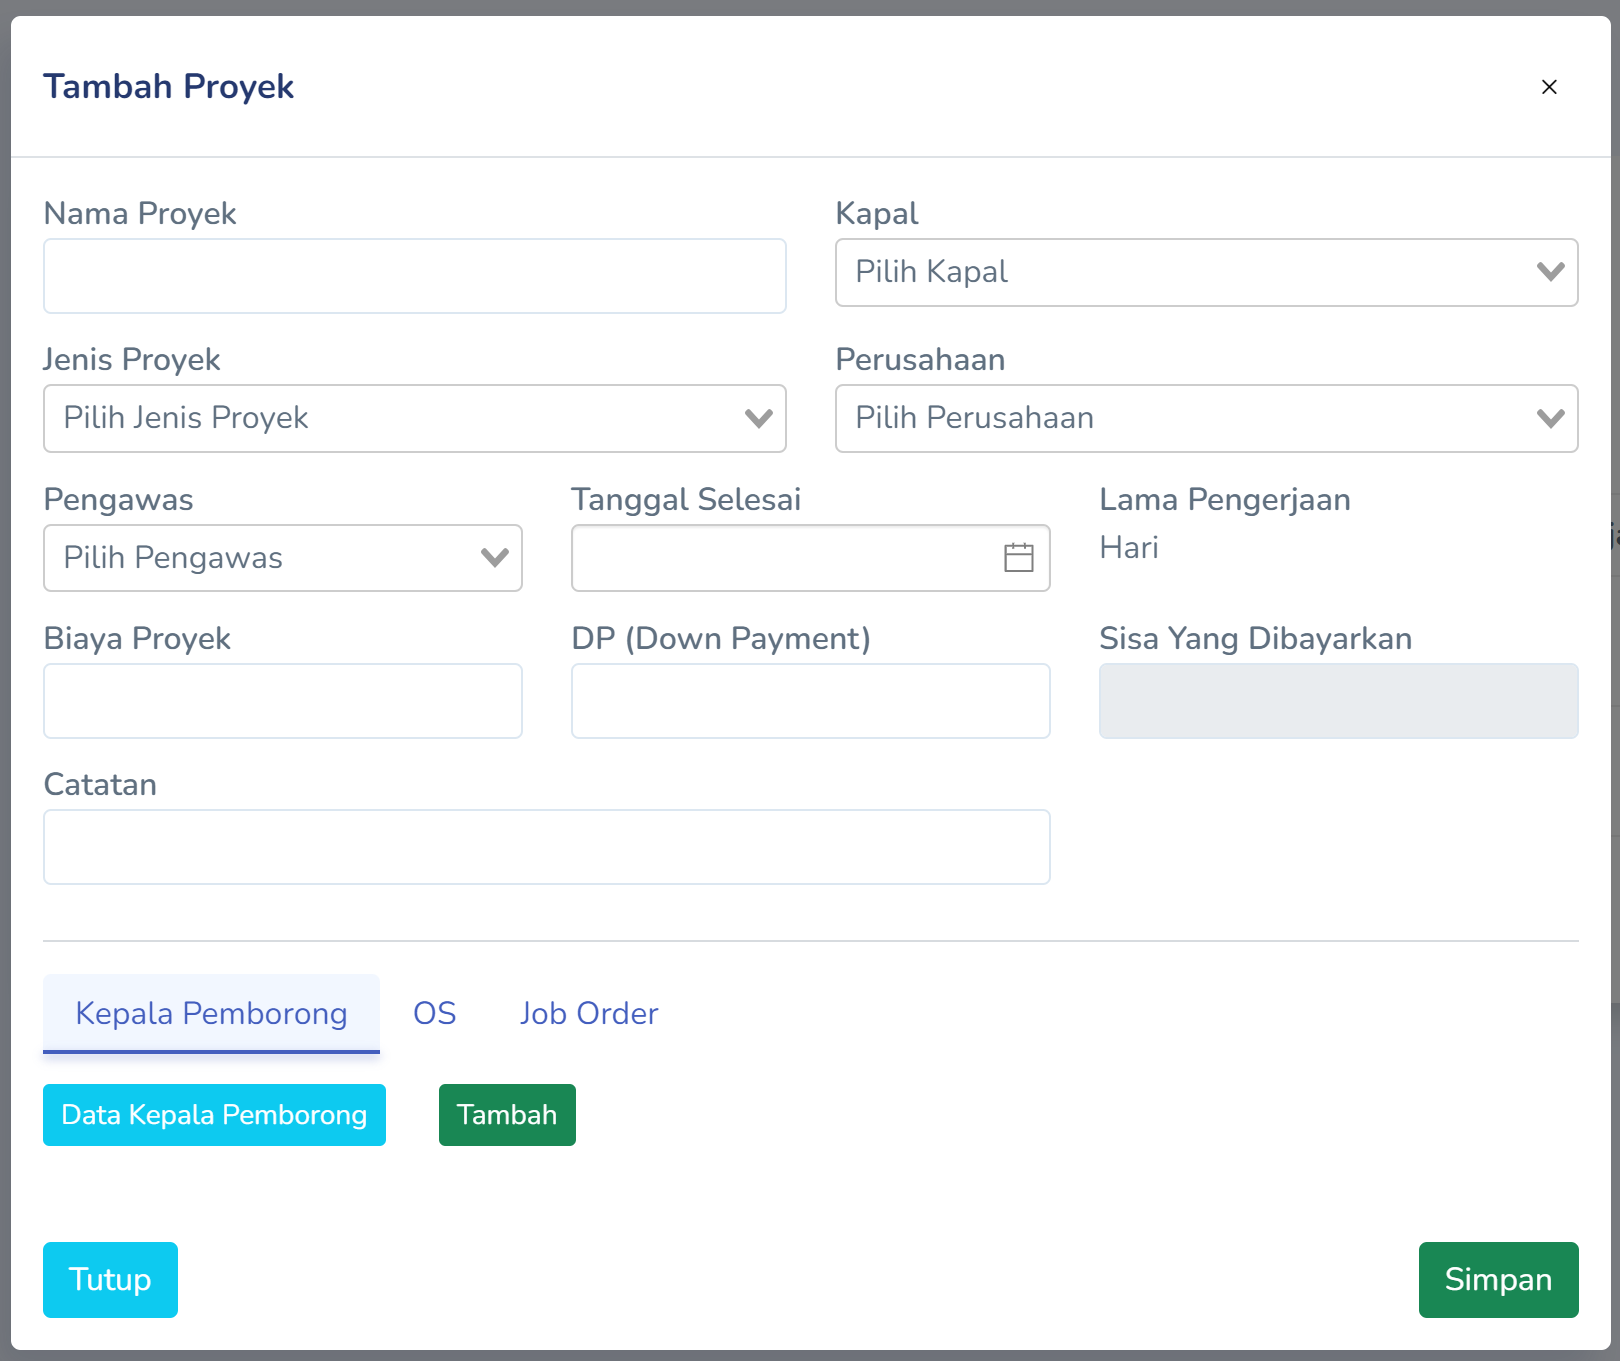 Tambah Proyek
Nama Proyek
Kapal
Pilih Kapal
Jenis Proyek
Perusahaan
Pilih Jenis Proyek
Pilih Perusahaan
Pengawas
Tanggal Selesai
Lama Pengerjaan
Pilih Pengawas
Hari
Biaya Proyek
DP (Down Payment)
Sisa Yang Dibayarkan
Catatan
Kepala Pemborong
OS
Job Order
Data Kepala Pemborong
Tambah
Tutup
Simpan